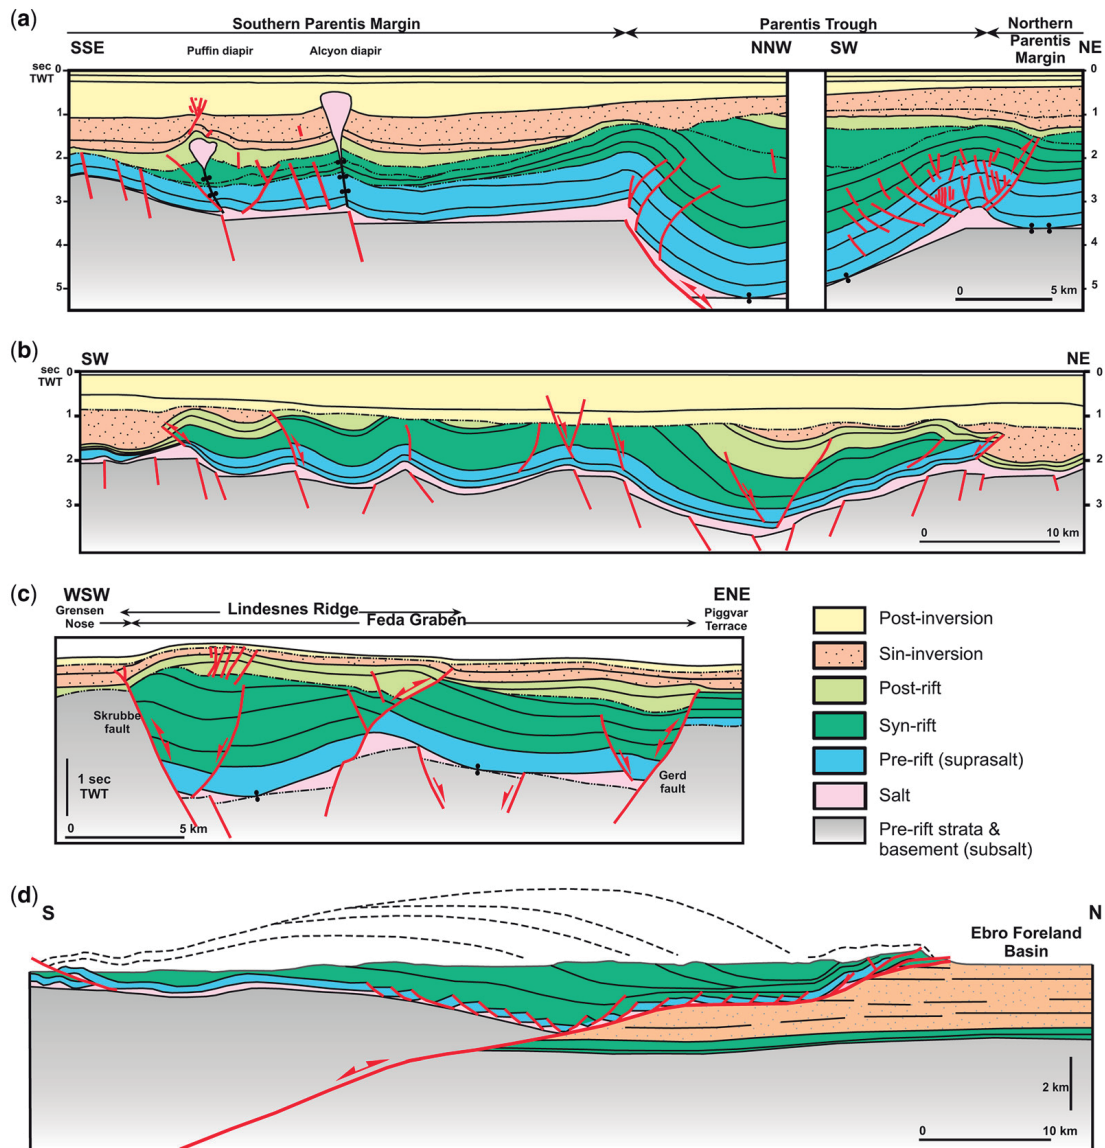 (a)
Southern Parentis Margin
Parentis Trough
Northern
Parentis
Margin
SSE
Puffin diapir
Alcyon diapir
NNW
SW
NE
sec
TWT
0
1
2
3
4
5
0
1
2
3
4
5
0 5 km
(b)
SW
NE
sec
TWT
0
1
2
3
0
1
2
3
0 10 km
(c)
WSW
Grensen
Nose
Lindesnes Ridge
Feda Graben
ENE
Piggvar
Terrace
Skrubbe
fault
Gerd
fault
1 sec
TWT
0 5 km
Post-inversion
Sin-inversion
Post-rift
Syn-rift
Pre-rift (suprasalt)
Salt
Pre-rift strata &
basement (subsalt)
(d)
S
N
Ebro Foreland
Basin
2 km
0 10 km